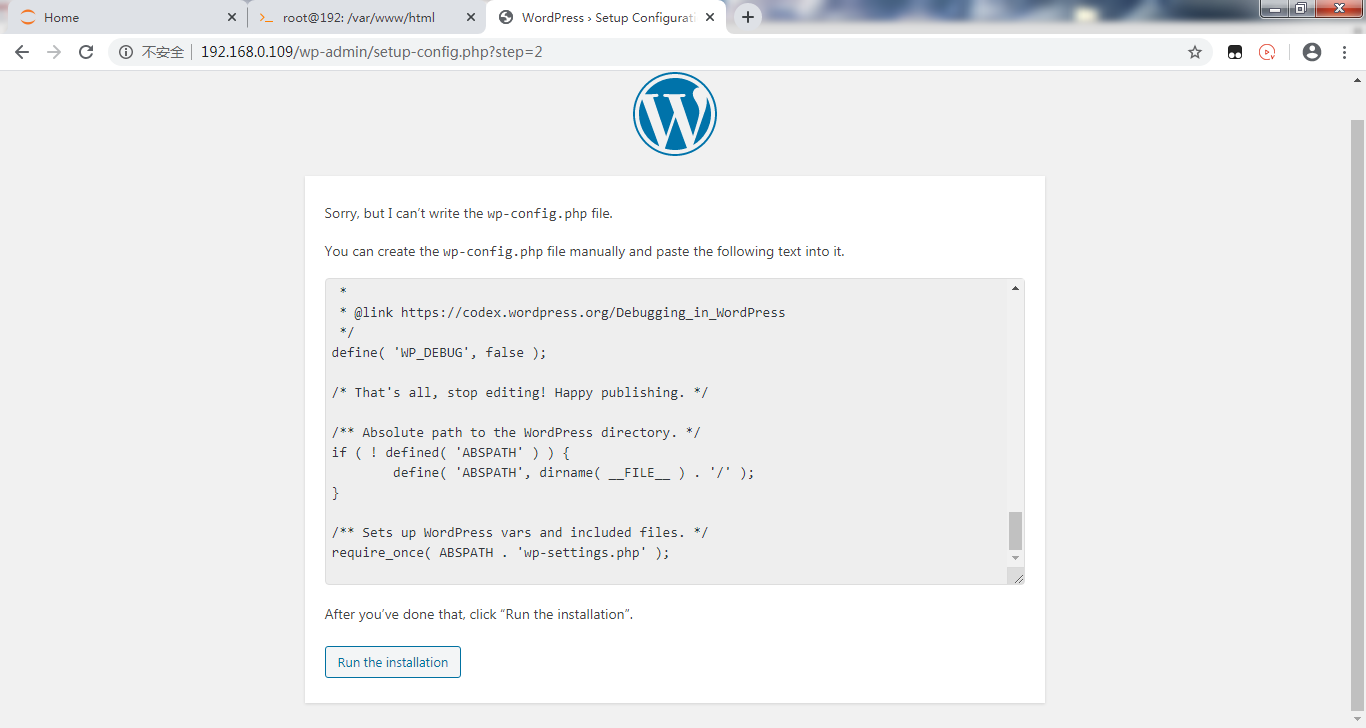 Home
root@192: /var/www/html
WordPress › Setup Configurati
不安全
192.168.0.109/wp-admin/setup-config.php?step=2
Sorry, but I can’t write the wp-config.php file.
You can create the wp-config.php file manually and paste the following text into it.
*
* @link https://codex.wordpress.org/Debugging_in_WordPress
*/
define( 'WP_DEBUG', false );
/* That's all, stop editing! Happy publishing. */
/** Absolute path to the WordPress directory. */
if ( ! defined( 'ABSPATH' ) ) {
define( 'ABSPATH', dirname( __FILE__ ) . '/' );
}
/** Sets up WordPress vars and included files. */
require_once( ABSPATH . 'wp-settings.php' );
After you’ve done that, click “Run the installation”.
Run the installation